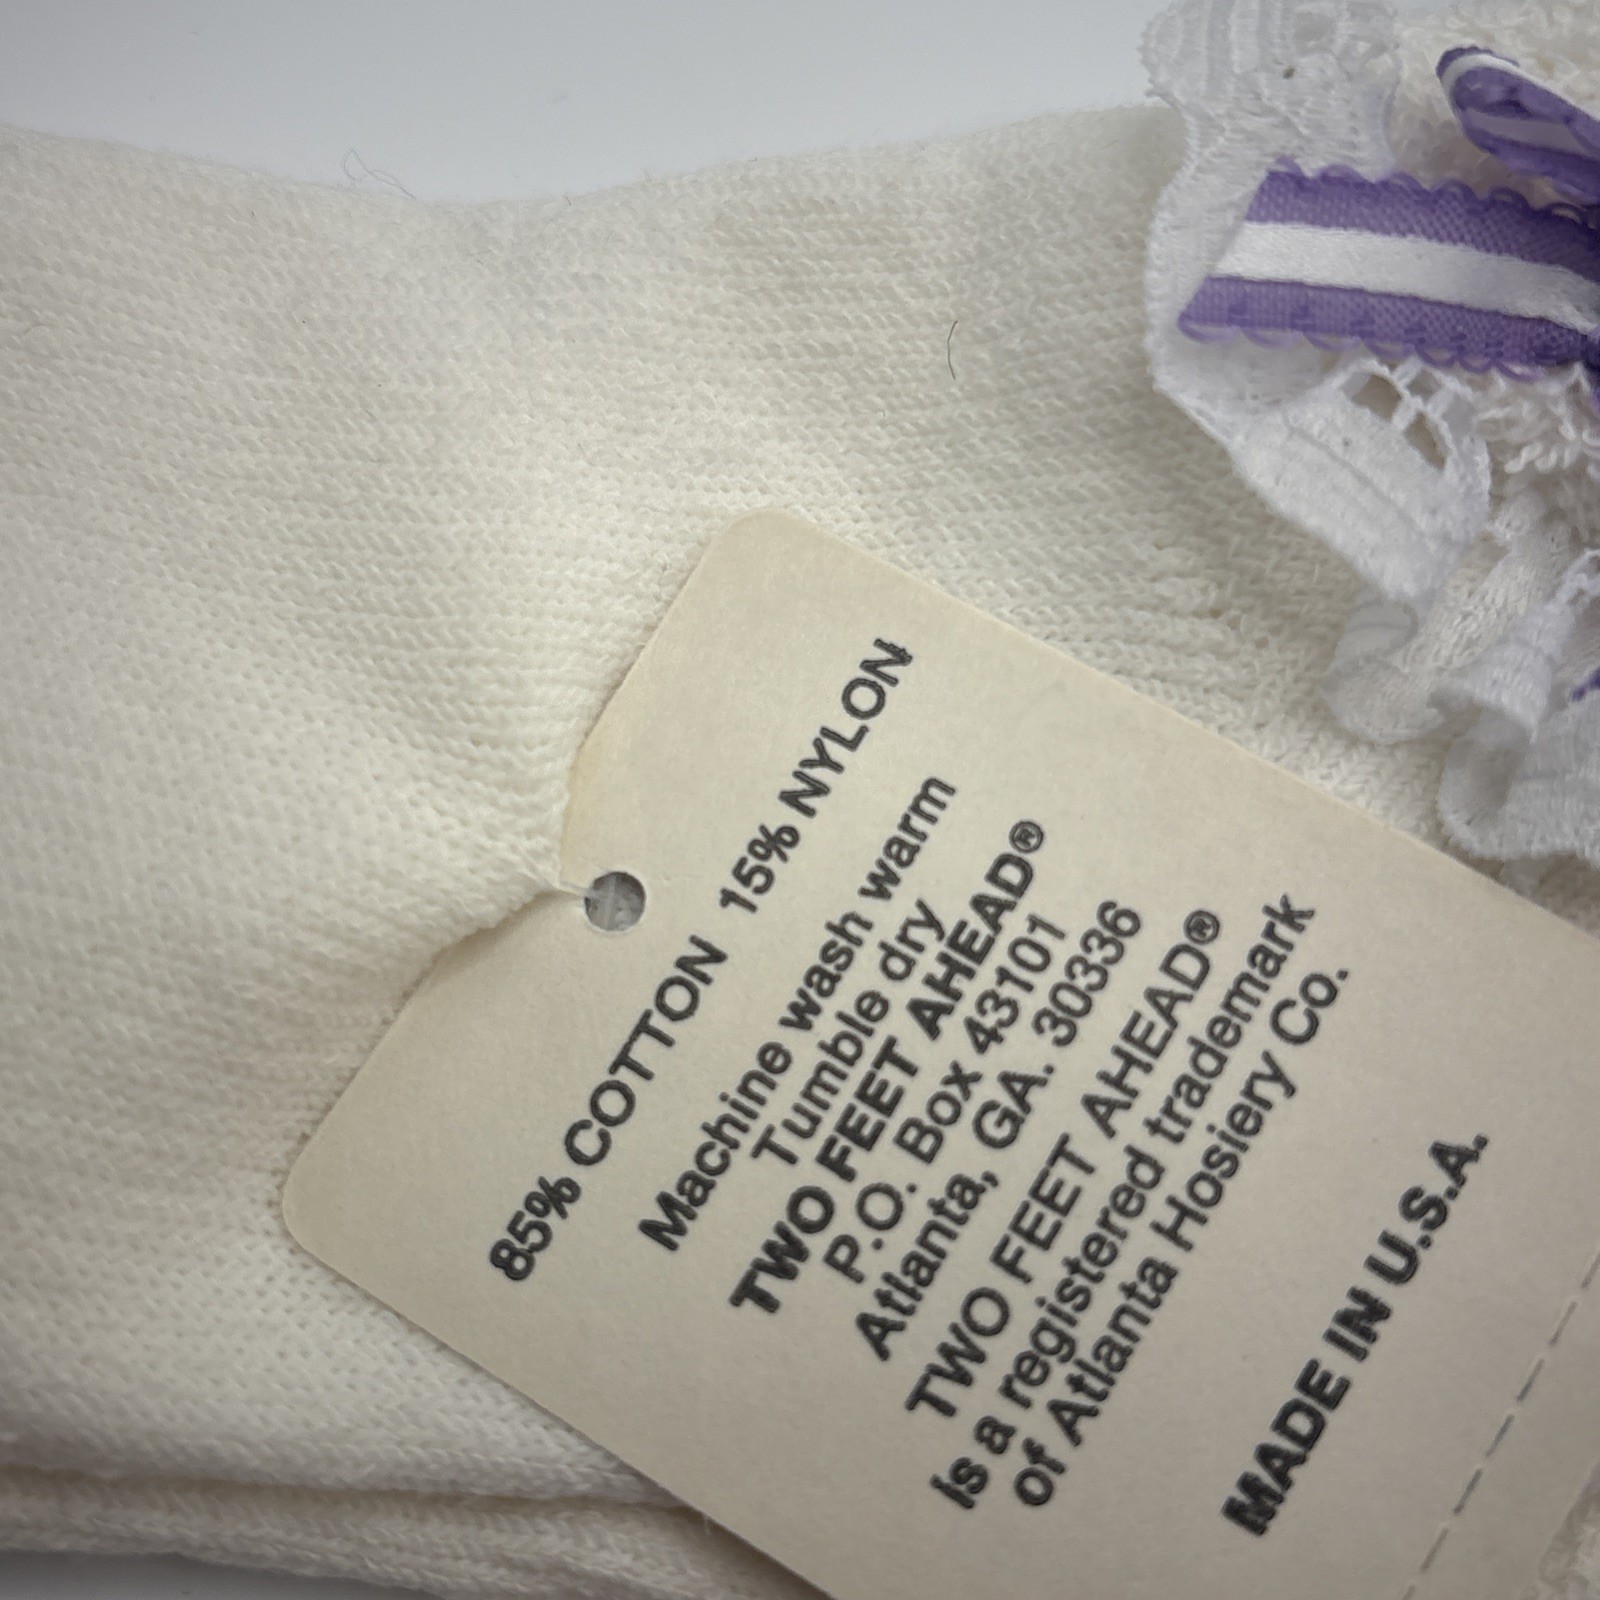 85% COTTON 15% NYLON
Machine wash warm
Tumble dry
TWO FEET AHEAD®
P.O. Box 43101
Atlanta, GA. 30336
TWO FEET AHEAD®
Is a registered trademark
of Atlanta Hosiery Co.
MADE IN U.S.A.